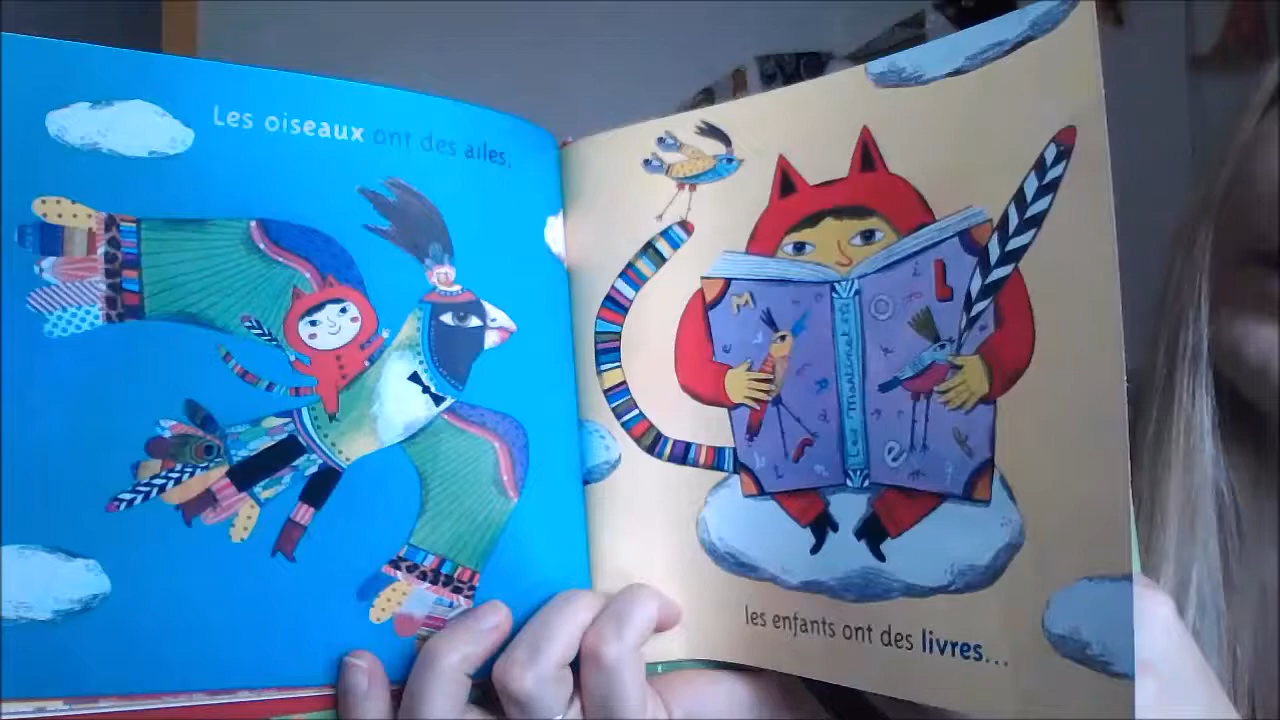 Les oiseaux ont des ailes,
les enfants ont des livres...